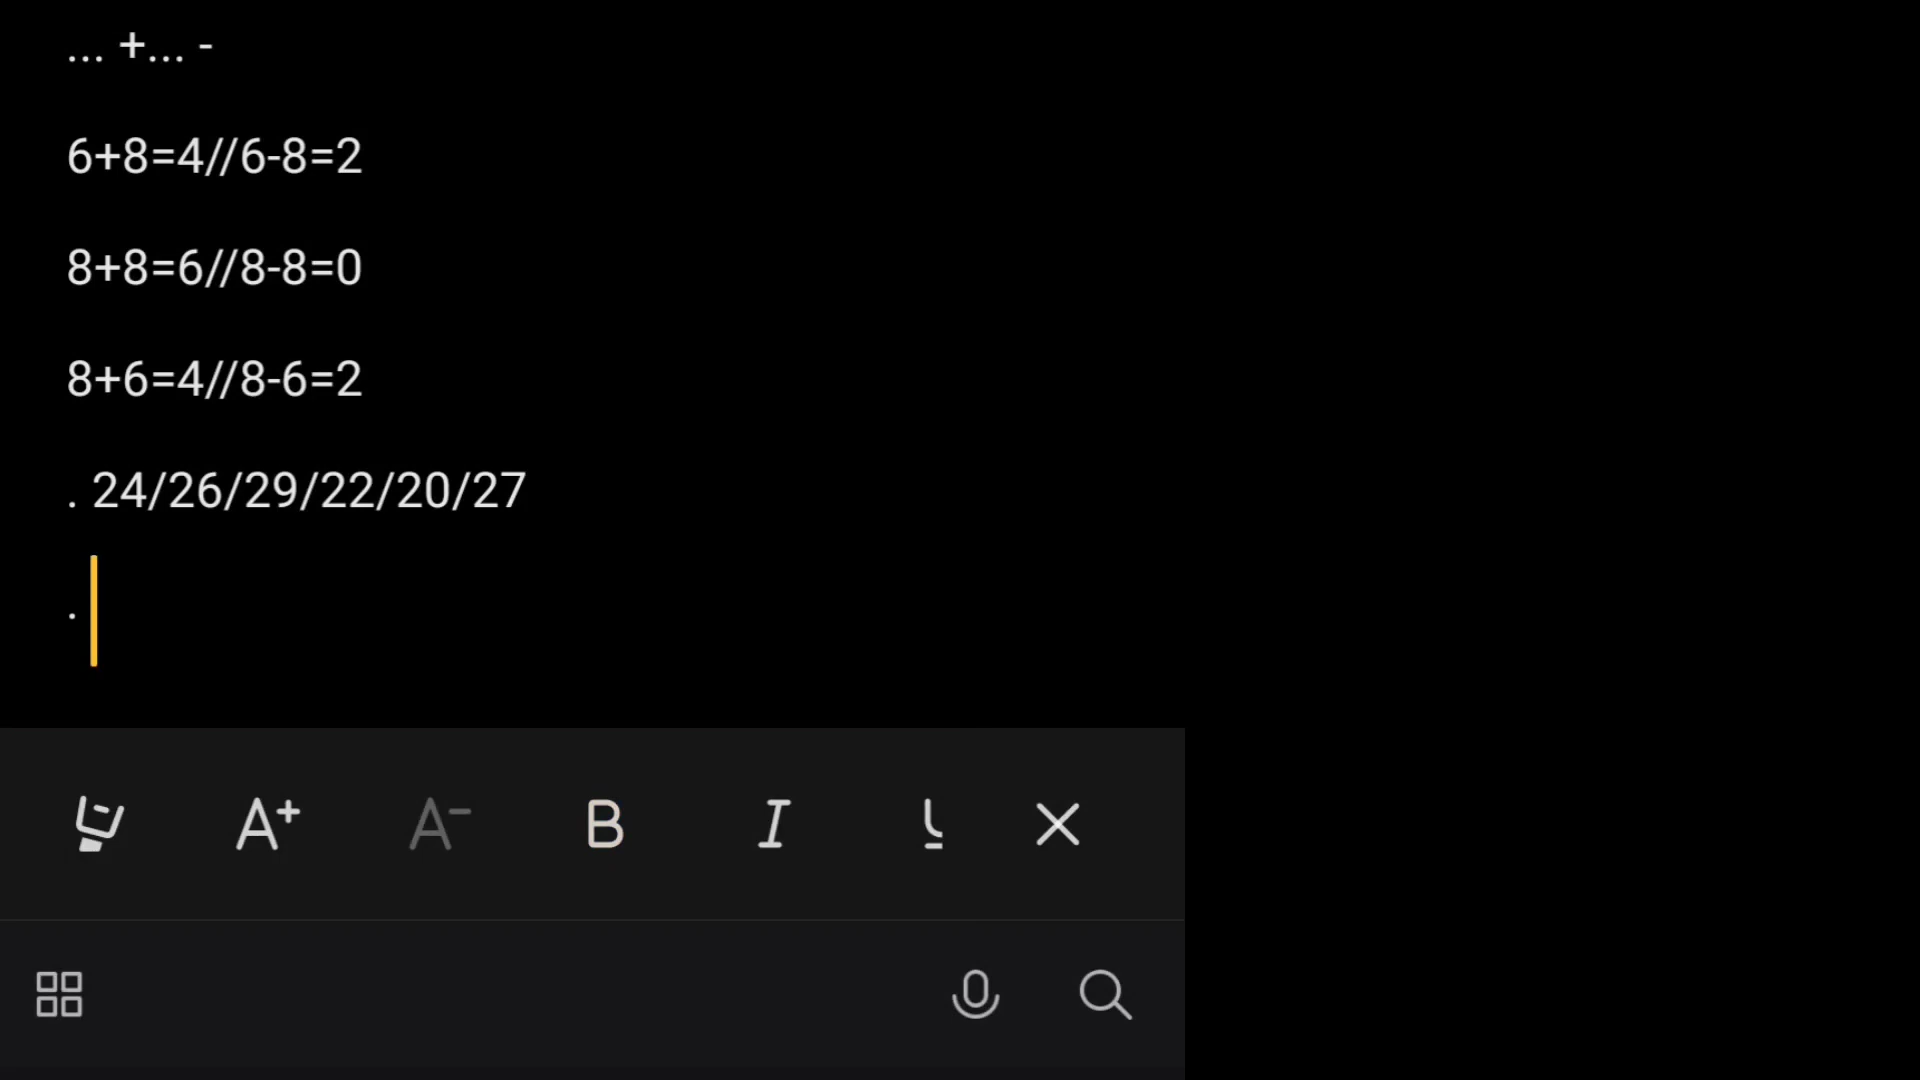 ... +... -
6+8=4//6-8=2
8+8=6//8-8=0
8+6=4//8-6=2
. 24/26/29/22/20/27
.
A+ A- B I